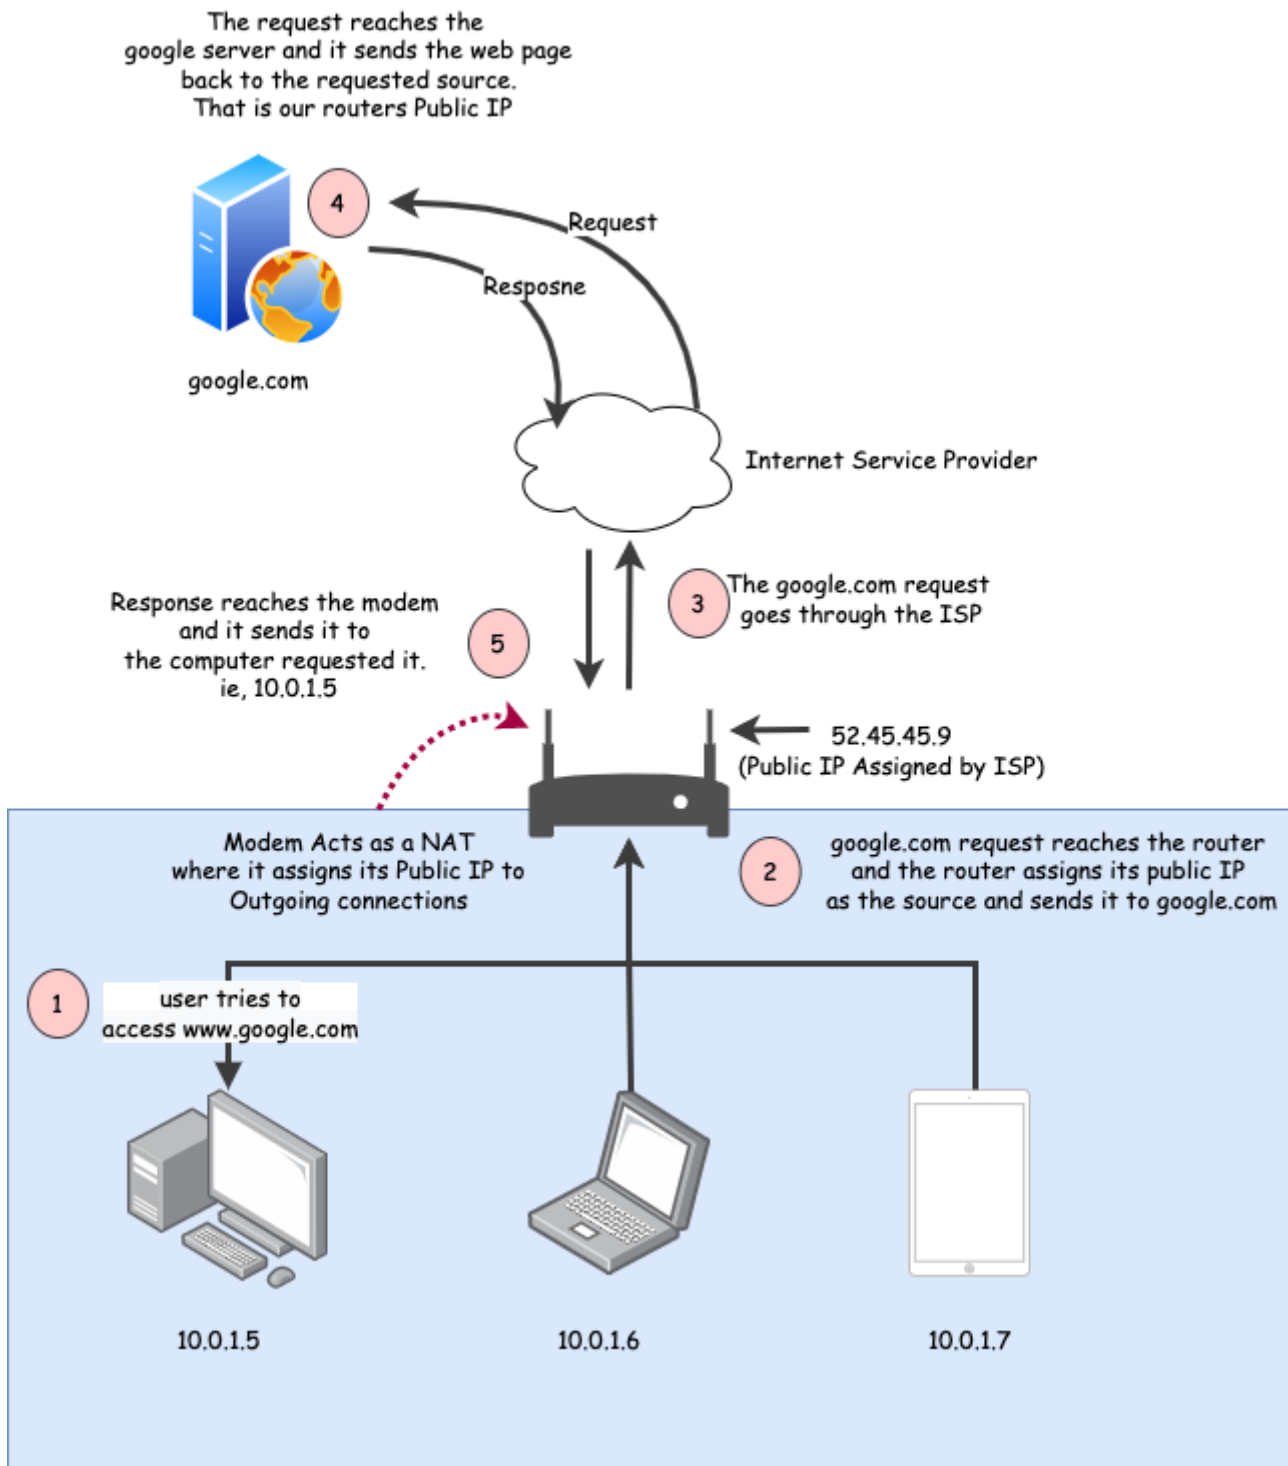 The request reaches the
google server and it sends the web page
back to the requested source.
That is our routers Public IP
4
Request
Resposne
google.com
Internet Service Provider
3
The google.com request
goes through the ISP
Response reaches the modem
and it sends it to
the computer requested it.
ie, 10.0.1.5
5
52.45.45.9
(Public IP Assigned by ISP)
Modem Acts as a NAT
where it assigns its Public IP to
Outgoing connections
2
google.com request reaches the router
and the router assigns its public IP
as the source and sends it to google.com
1
user tries to
access www.google.com
10.0.1.5
10.0.1.6
10.0.1.7